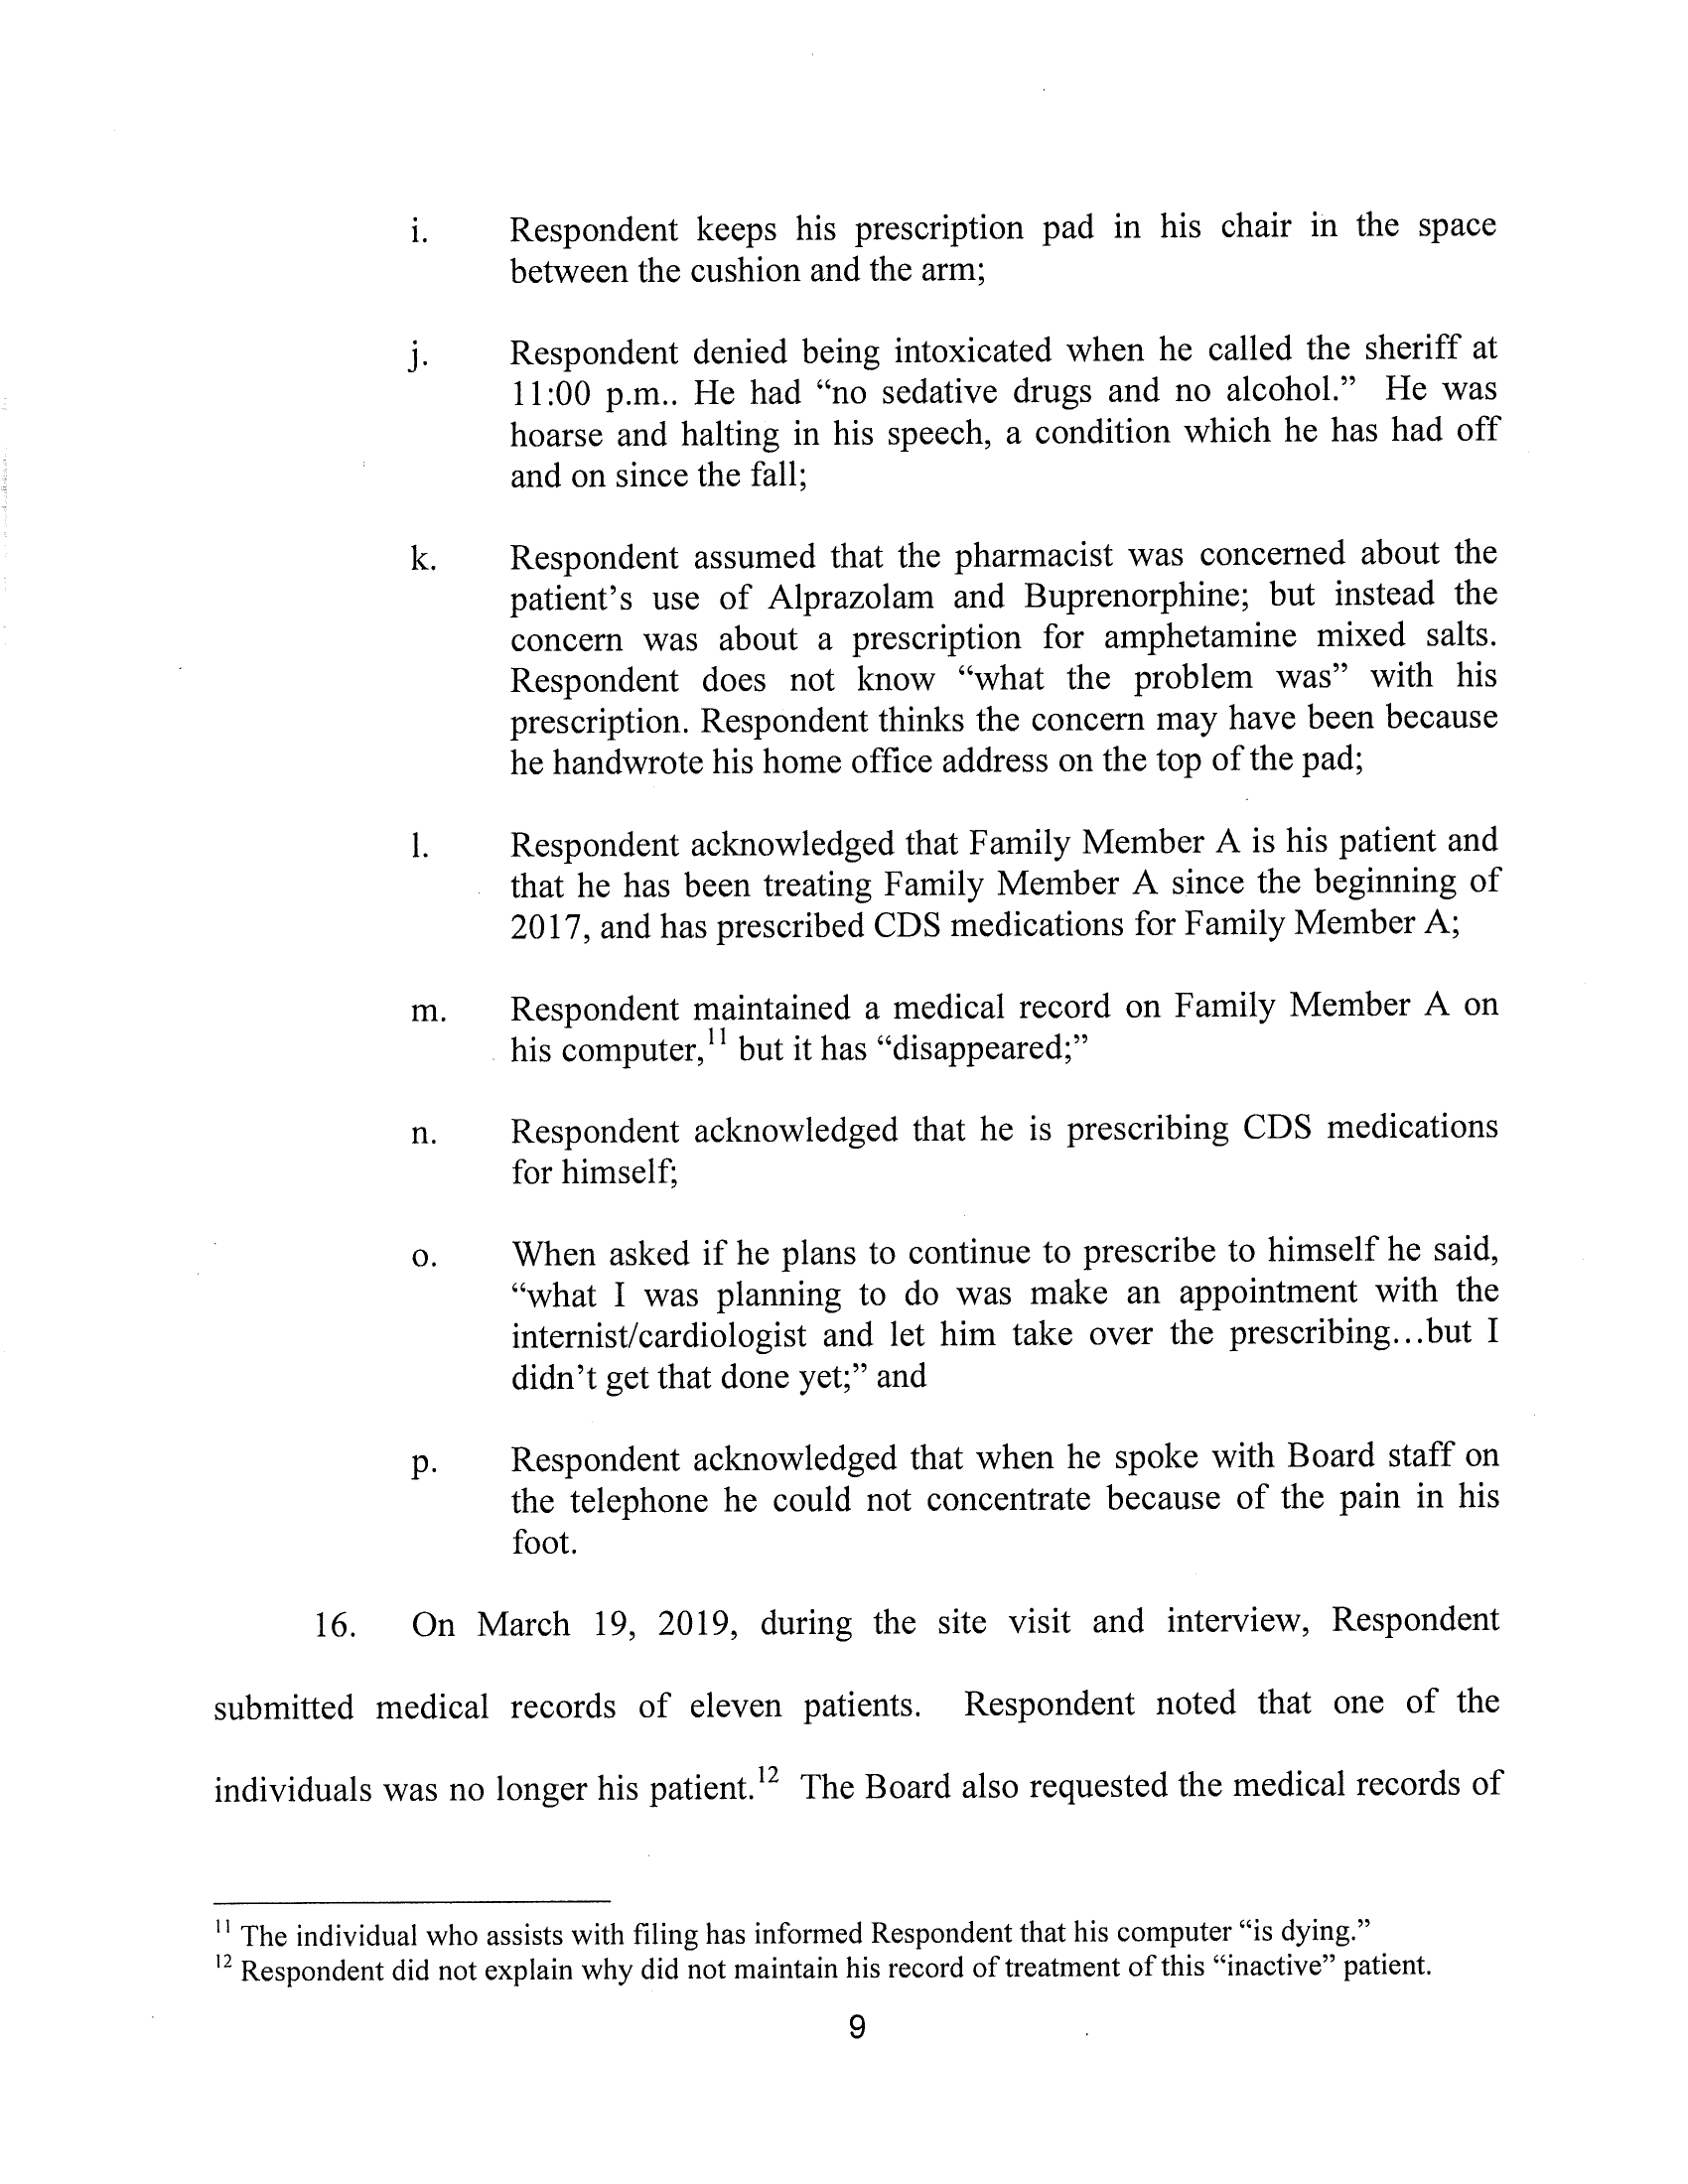 i. Respondent keeps his prescription pad in his chair in the space
between the cushion and the arm;
j. Respondent denied being intoxicated when he called the sheriff at
11:00 p.m.. He had “no sedative drugs and no alcohol.” He was
hoarse and halting in his speech, a condition which he has had off
and on since the fall;
k. Respondent assumed that the pharmacist was concerned about the
patient’s use of Alprazolam and Buprenorphine; but instead the
concern was about a prescription for amphetamine mixed salts.
Respondent does not know “what the problem was” with his
prescription. Respondent thinks the concern may have been because
he handwrote his home office address on the top of the pad;
l. Respondent acknowledged that Family Member A is his patient and
that he has been treating Family Member A since the beginning of
2017, and has prescribed CDS medications for Family Member A;
m. Respondent maintained a medical record on Family Member A on
his computer,11 but it has “disappeared;”
n. Respondent acknowledged that he is prescribing CDS medications
for himself;
o. When asked if he plans to continue to prescribe to himself he said,
“what I was planning to do was make an appointment with the
internist/cardiologist and let him take over the prescribing...but I
didn’t get that done yet;” and
p. Respondent acknowledged that when he spoke with Board staff on
the telephone he could not concentrate because of the pain in his
foot.
16. On March 19, 2019, during the site visit and interview, Respondent
submitted medical records of eleven patients. Respondent noted that one of the
individuals was no longer his patient.12 The Board also requested the medical records of
11 The individual who assists with filing has informed Respondent that his computer “is dying.”
12 Respondent did not explain why did not maintain his record of treatment of this “inactive” patient.
9